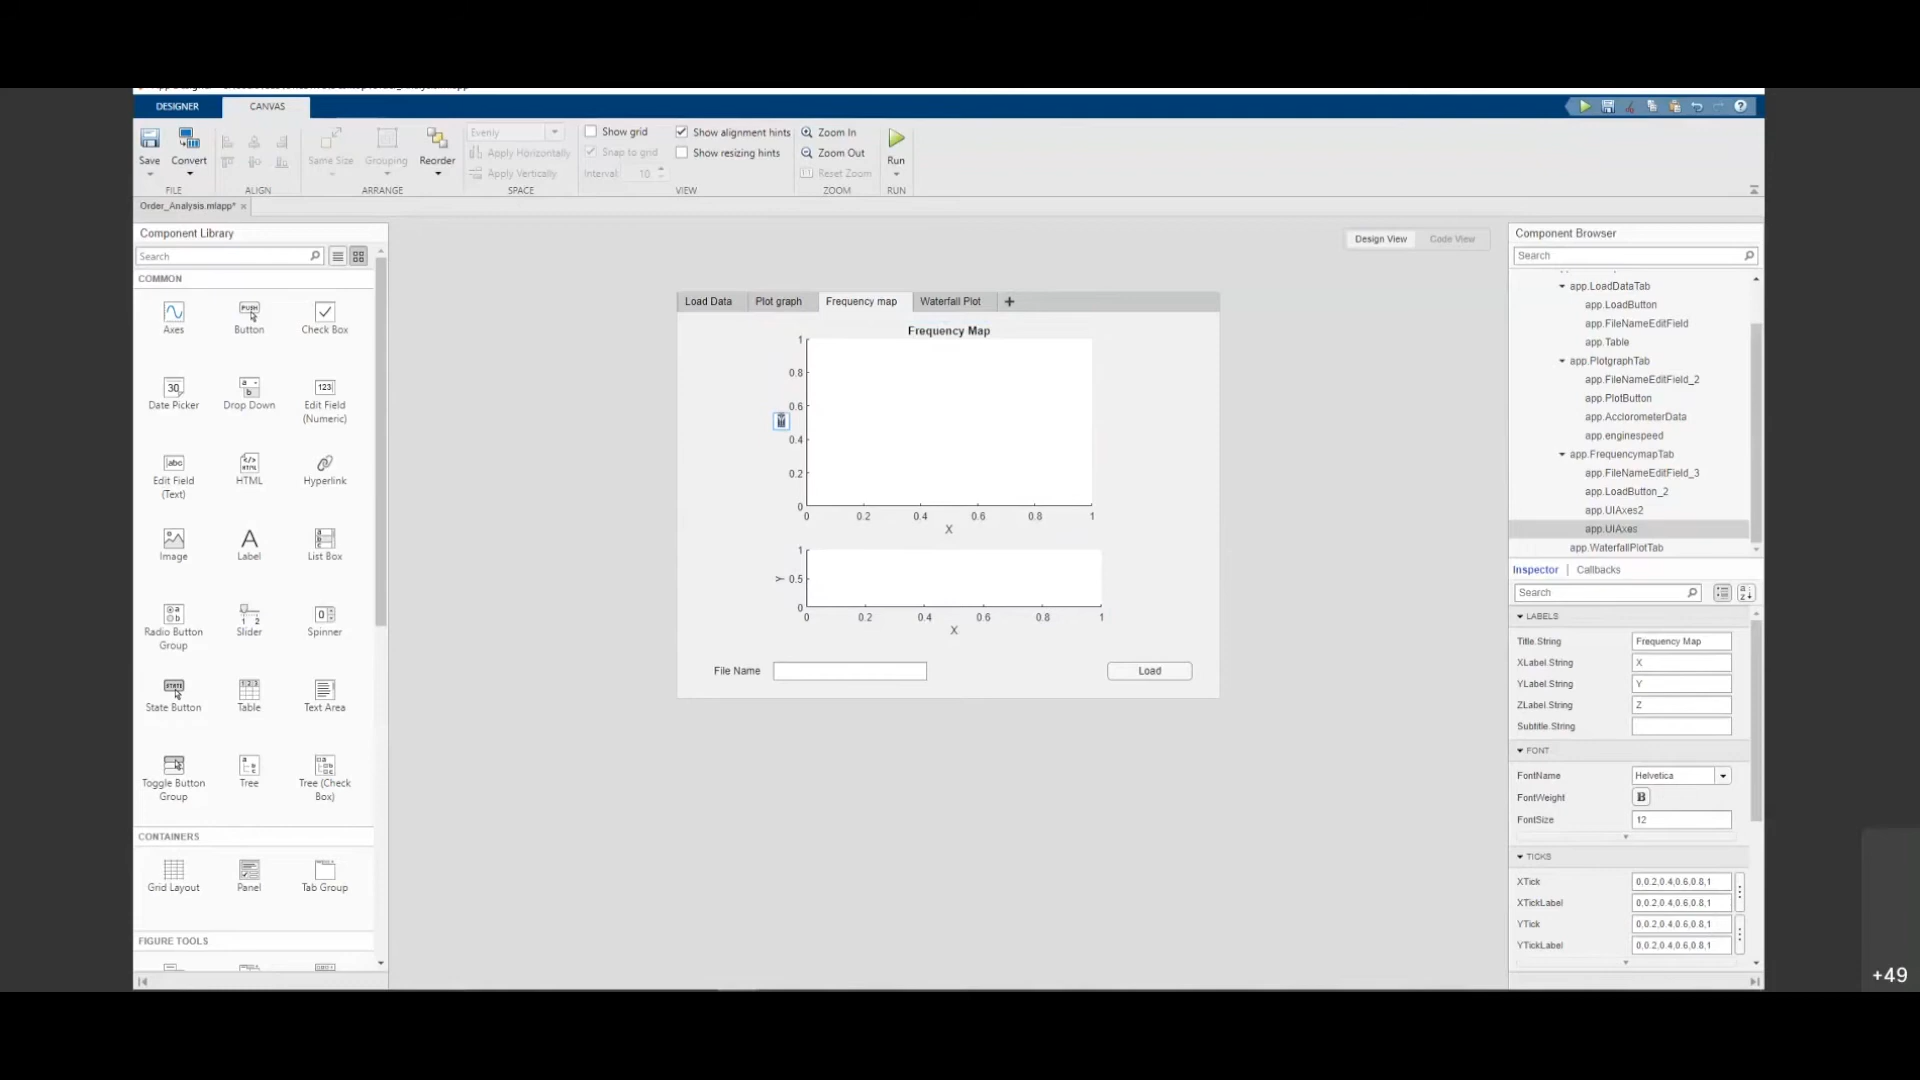 DESIGNER
CANVAS
Save
Convert
FILE
ALIGN
Same Size
Grouping
Reorder
ARRANGE
Evenly
Apply Horizontally
Apply Vertically
SPACE
Show grid
Snap to grid
Interval: 10
Show alignment hints
Show resizing hints
VIEW
Zoom In
Zoom Out
Reset Zoom
ZOOM
Run
RUN
Order_Analysis.mlapp*
Component Library
Search
COMMON
Axes
PUSH
Button
Check Box
30
Date Picker
Drop Down
123
Edit Field
(Numeric)
abc
Edit Field
(Text)
HTML
Hyperlink
Image
Label
List Box
Radio Button
Group
Slider
Spinner
STATE
State Button
Table
Text Area
Toggle Button
Group
Tree
Tree (Check
Box)
CONTAINERS
Grid Layout
Panel
Tab Group
FIGURE TOOLS
Design View
Code View
Load Data
Plot graph
Frequency map
Waterfall Plot
Frequency Map
1
0.8
0.6
0.4
0.2
0
0 0.2 0.4 0.6 0.8 1
X
1
Y 0.5
0
0 0.2 0.4 0.6 0.8 1
X
File Name
Load
Component Browser
Search
app.LoadDataTab
app.LoadButton
app.FileNameEditField
app.Table
app.PlotgraphTab
app.FileNameEditField_2
app.PlotButton
app.AcclorometerData
app.enginespeed
app.FrequencymapTab
app.FileNameEditField_3
app.LoadButton_2
app.UIAxes2
app.UIAxes
app.WaterfallPlotTab
Inspector | Callbacks
Search
LABELS
Title.String Frequency Map
XLabel.String X
YLabel.String Y
ZLabel.String Z
Subtitle.String
FONT
FontName Helvetica
FontWeight B
FontSize 12
TICKS
XTick 0,0.2,0.4,0.6,0.8,1
XTickLabel 0,0.2,0.4,0.6,0.8,1
YTick 0,0.2,0.4,0.6,0.8,1
YTickLabel 0,0.2,0.4,0.6,0.8,1
+49